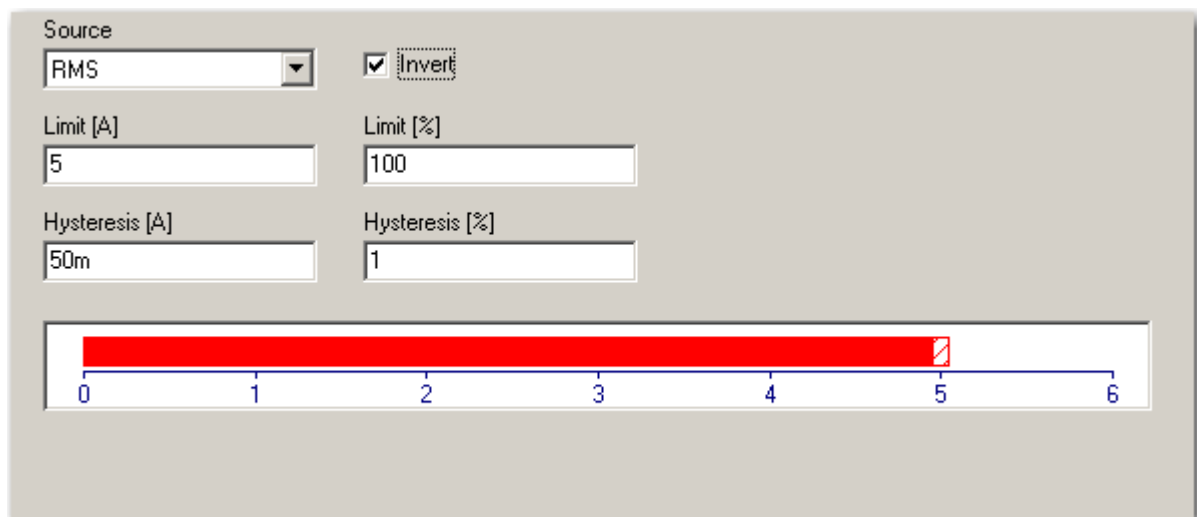 Source
RMS
Invert
Limit [A]
Limit [%]
5
100
Hysteresis [A]
Hysteresis [%]
50m
1
0 1 2 3 4 5 6